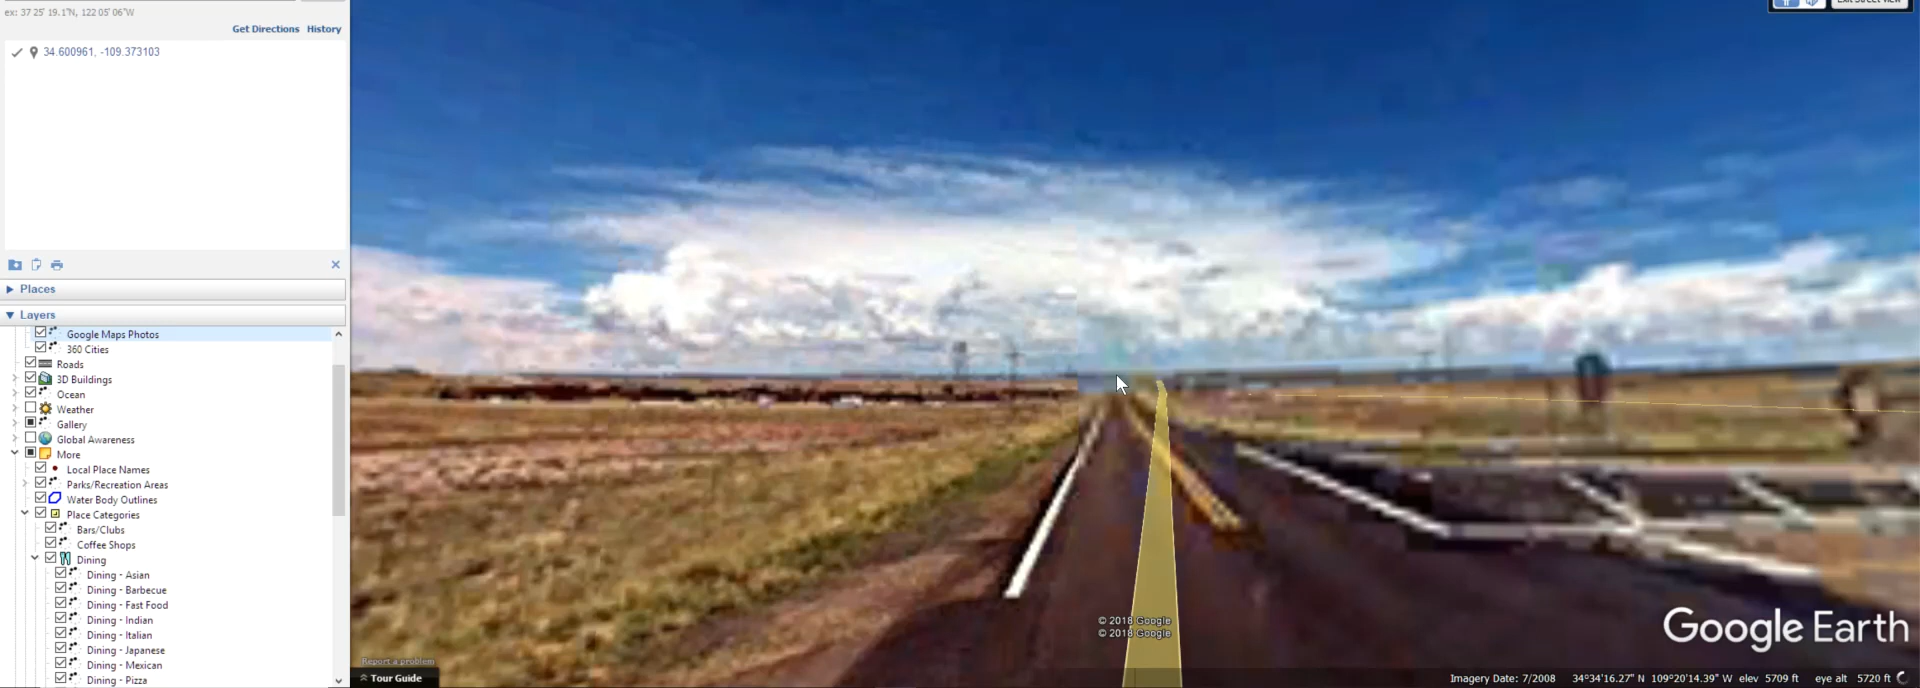 ex: 37 25' 19.1"N, 122 05' 06"W
Get Directions History
34.600961, -109.373103
Places
Layers
Google Maps Photos
360 Cities
Roads
3D Buildings
Ocean
Weather
Gallery
Global Awareness
More
Local Place Names
Parks/Recreation Areas
Water Body Outlines
Place Categories
Bars/Clubs
Coffee Shops
Dining
Dining - Asian
Dining - Barbecue
Dining - Fast Food
Dining - Indian
Dining - Italian
Dining - Japanese
Dining - Mexican
Dining - Pizza
Exit Street View
© 2018 Google
© 2018 Google
Google Earth
Report a problem
Tour Guide
Imagery Date: 7/2008 34°34'16.27" N 109°20'14.39" W elev 5709 ft eye alt 5720 ft